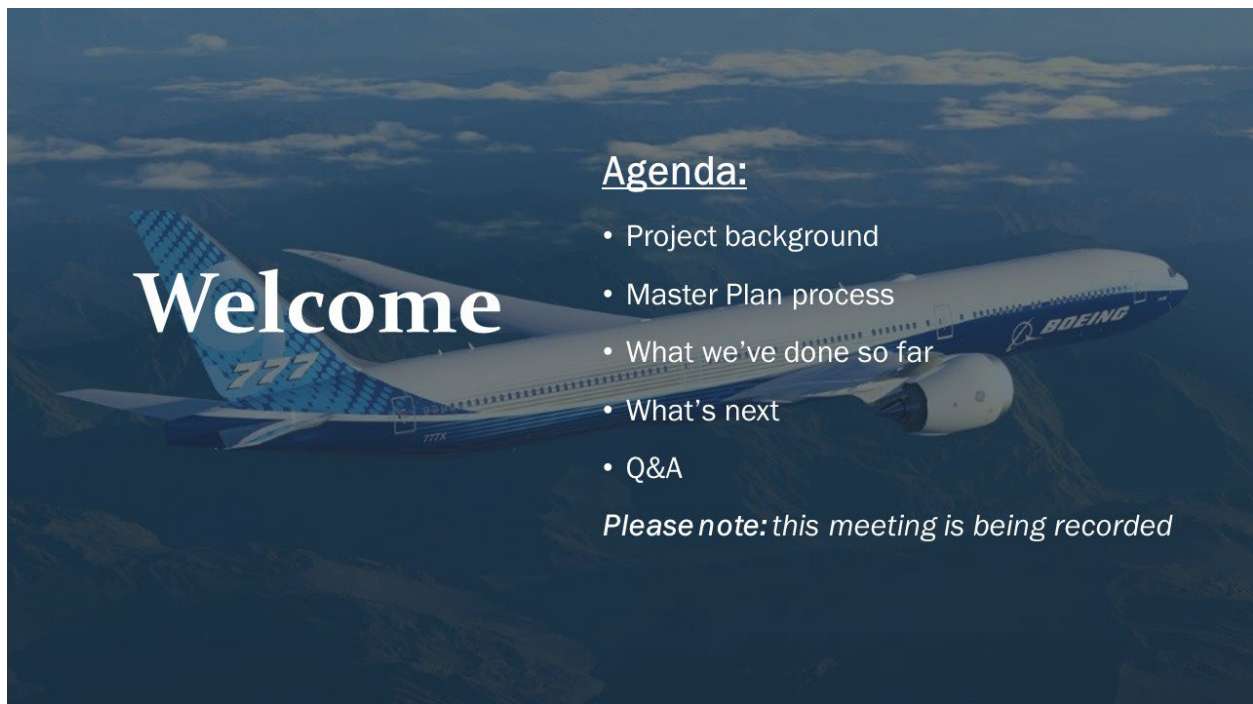 Welcome
Agenda:
• Project background
• Master Plan process
• What we've done so far
• What's next
• Q&A
Please note: this meeting is being recorded
777
777X
BOEING